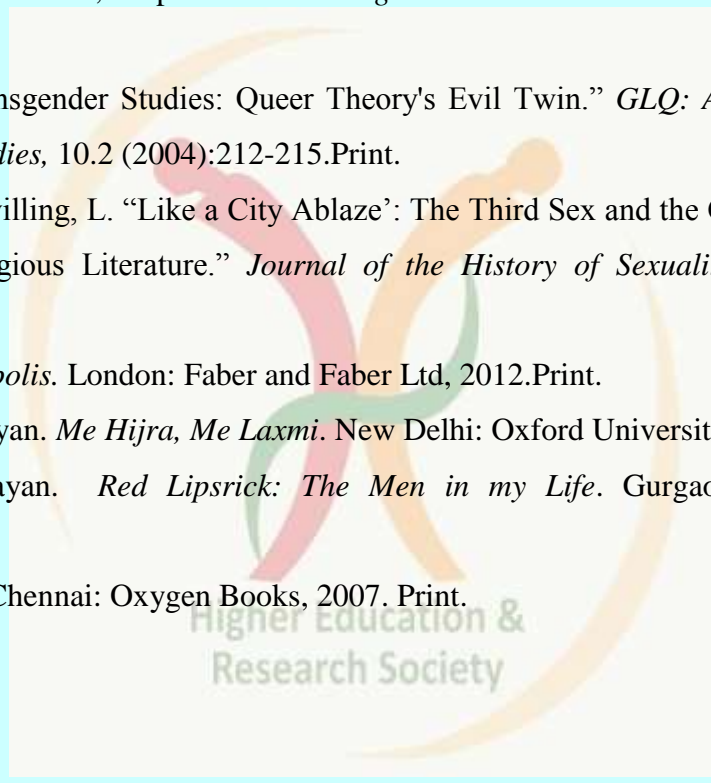 nsgender Studies: Queer Theory's Evil Twin.” GLQ: A
dies, 10.2 (2004):212-215.Print.
villing, L. “Like a City Ablaze’: The Third Sex and the
gious Literature.” Journal of the History of Sexuali
polis. London: Faber and Faber Ltd, 2012.Print.
yan. Me Hijra, Me Laxmi. New Delhi: Oxford Universit
ayan. Red Lipsrick: The Men in my Life. Gurgao
Chennai: Oxygen Books, 2007. Print.
Higher Education &
Research Society